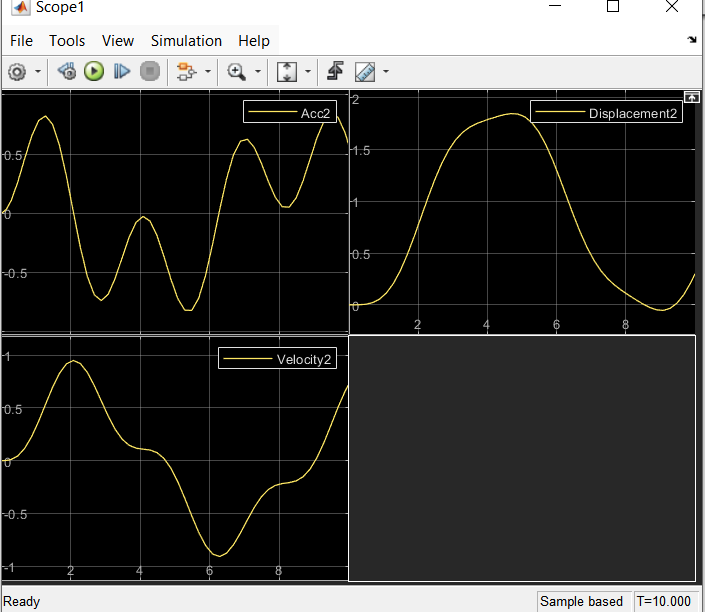 Scope1
File Tools View Simulation Help
Acc2
0.5
0
-0.5
Displacement2
2
1.5
1
0.5
0
2 4 6 8
Velocity2
1
0.5
0
-0.5
-1
2 4 6 8
Ready
Sample based
T=10.000